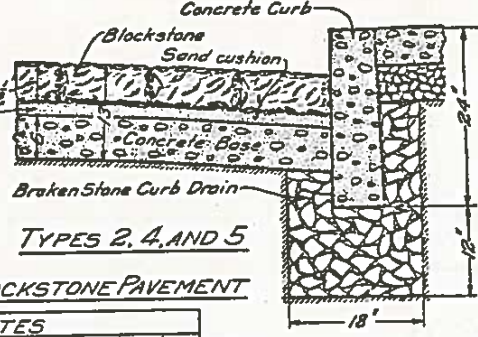 Concrete Curb
Blockstone
Sand cushion
Concrete Base
24"
Broken Stone Curb Drain
TYPES 2, 4, AND 5
12"
OCKSTONE PAVEMENT
TES
18"